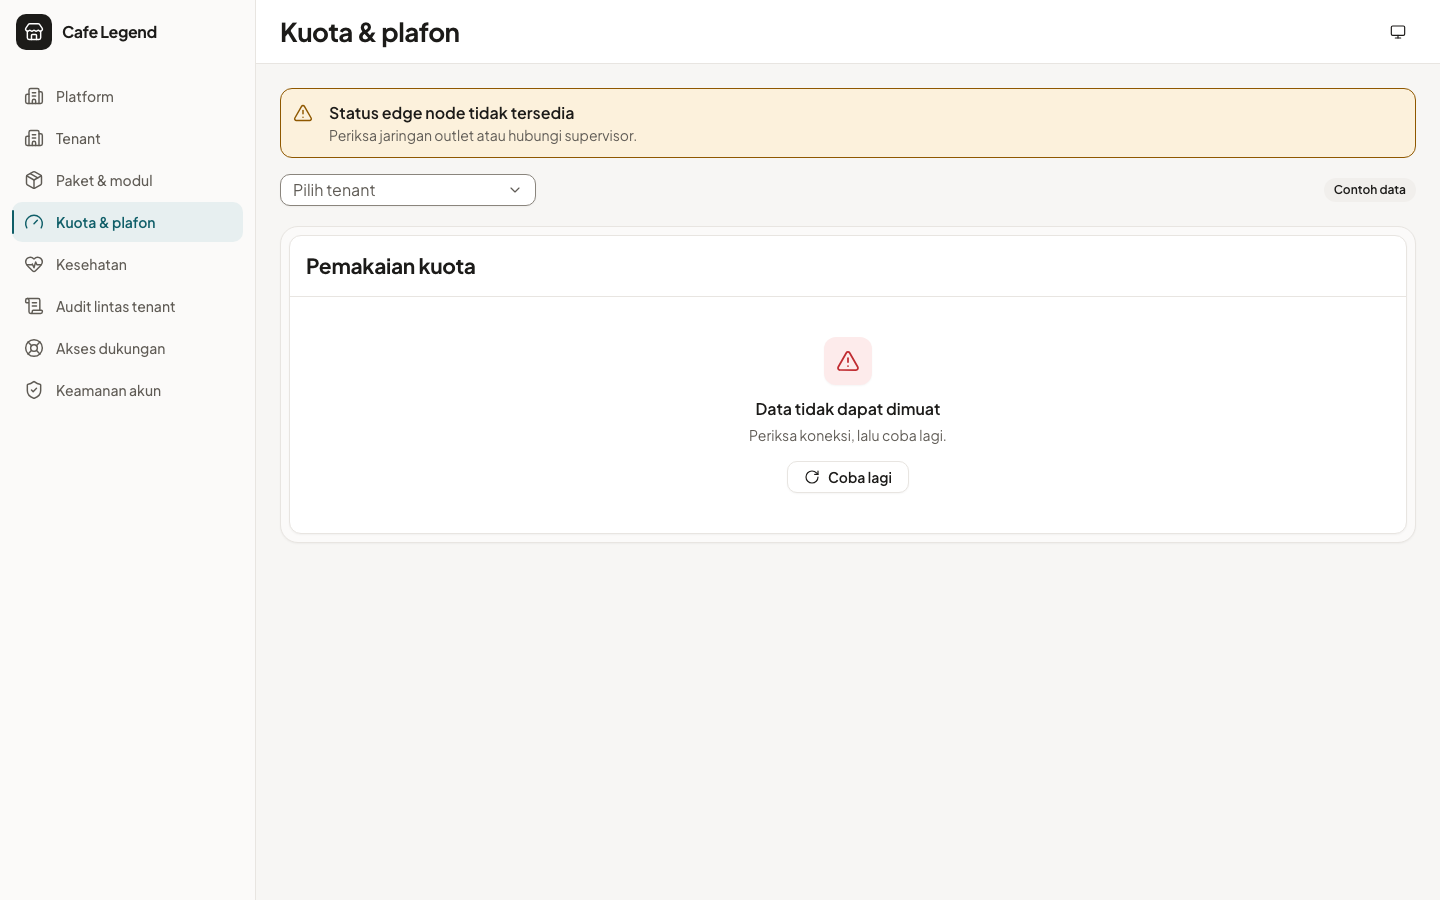 Cafe Legend
Kuota & plafon
Platform
Tenant
Paket & modul
Kuota & plafon
Kesehatan
Audit lintas tenant
Akses dukungan
Keamanan akun
Status edge node tidak tersedia
Periksa jaringan outlet atau hubungi supervisor.
Pilih tenant
Contoh data
Pemakaian kuota
Data tidak dapat dimuat
Periksa koneksi, lalu coba lagi.
Coba lagi